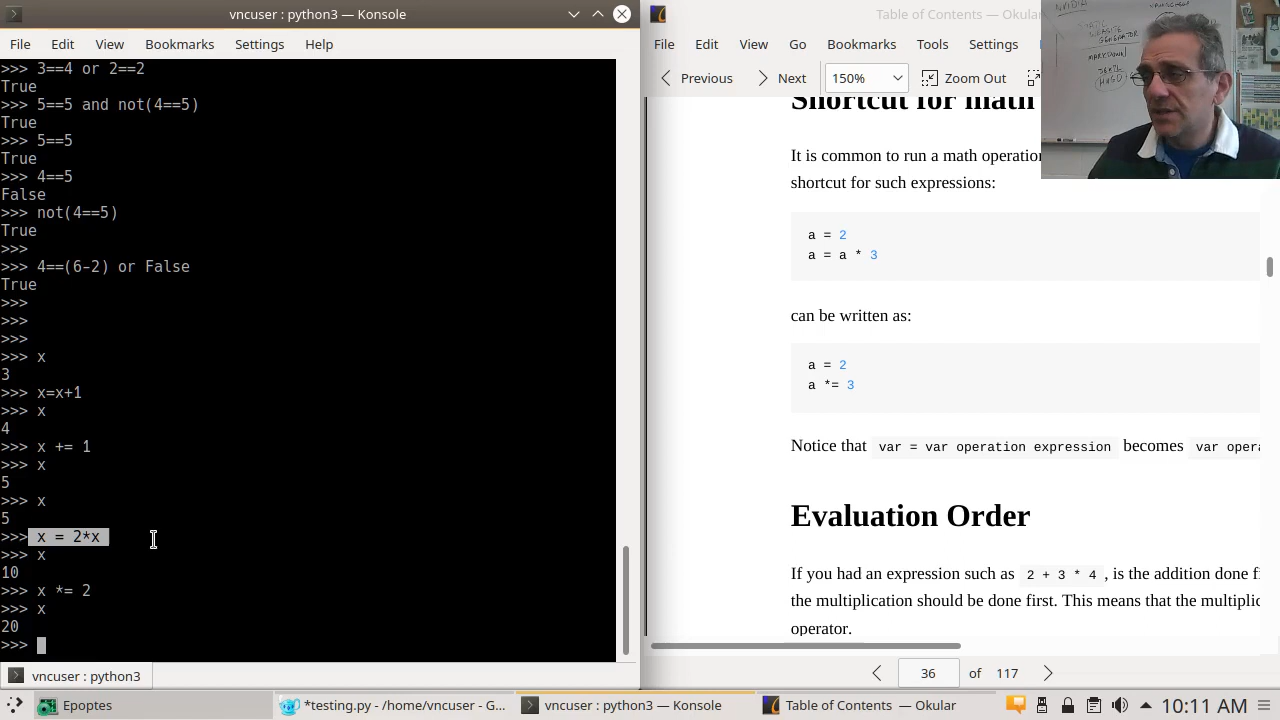 vncuser : python3 — Konsole
File Edit View Bookmarks Settings Help
>>> 3==4 or 2==2
True
>>> 5==5 and not(4==5)
True
>>> 5==5
True
>>> 4==5
False
>>> not(4==5)
True
>>>
>>> 4==(6-2) or False
True
>>>
>>>
>>>
>>> x
3
>>> x=x+1
>>> x
4
>>> x += 1
>>> x
5
>>> x
5
>>> x = 2*x
>>> x
10
>>> x *= 2
>>> x
20
>>>
vncuser : python3
Table of Contents — Okular
File Edit View Go Bookmarks Tools Settings
Previous Next 150% Zoom Out
Shortcut for math
It is common to run a math operation
shortcut for such expressions:
a = 2
a = a * 3
can be written as:
a = 2
a *= 3
Notice that var = var operation expression becomes var opera
Evaluation Order
If you had an expression such as 2 + 3 * 4 , is the addition done fi
the multiplication should be done first. This means that the multiplic
operator.
36 of 117
STATIC
WEBSITE
GENERATOR
MARKDOWN
Epoptes *testing.py - /home/vncuser - G... vncuser : python3 — Konsole Table of Contents — Okular 10:11 AM